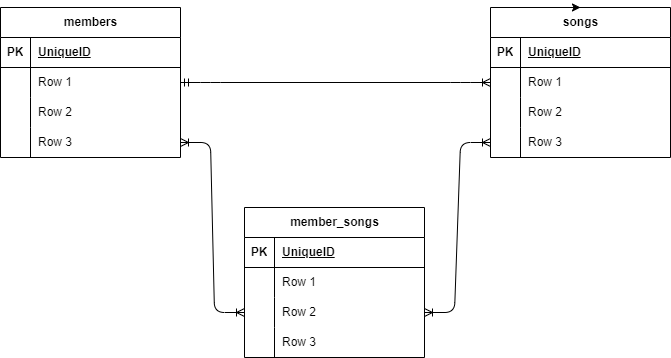 members
PK UniqueID
Row 1
Row 2
Row 3
songs
PK UniqueID
Row 1
Row 2
Row 3
member_songs
PK UniqueID
Row 1
Row 2
Row 3